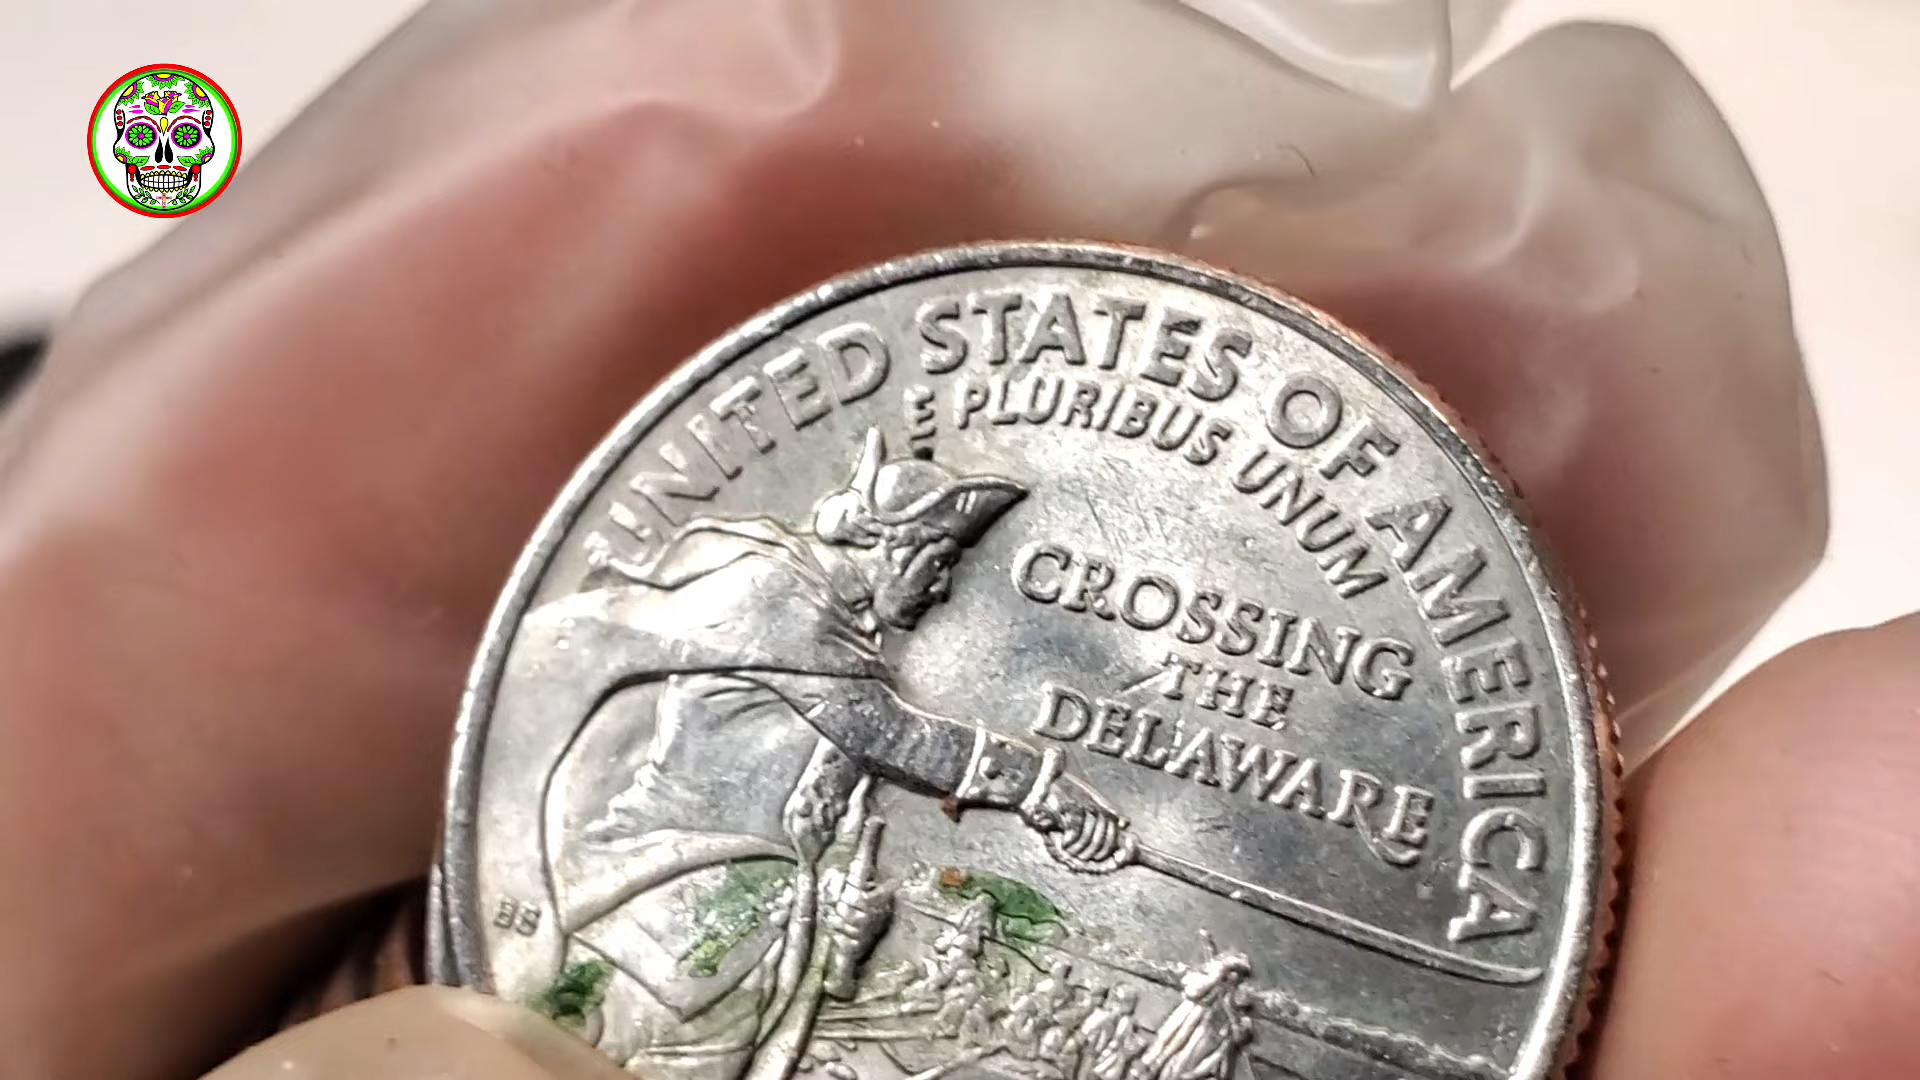 UNITED STATES OF AMERICA
E PLURIBUS UNUM
CROSSING
THE
DELAWARE
BS